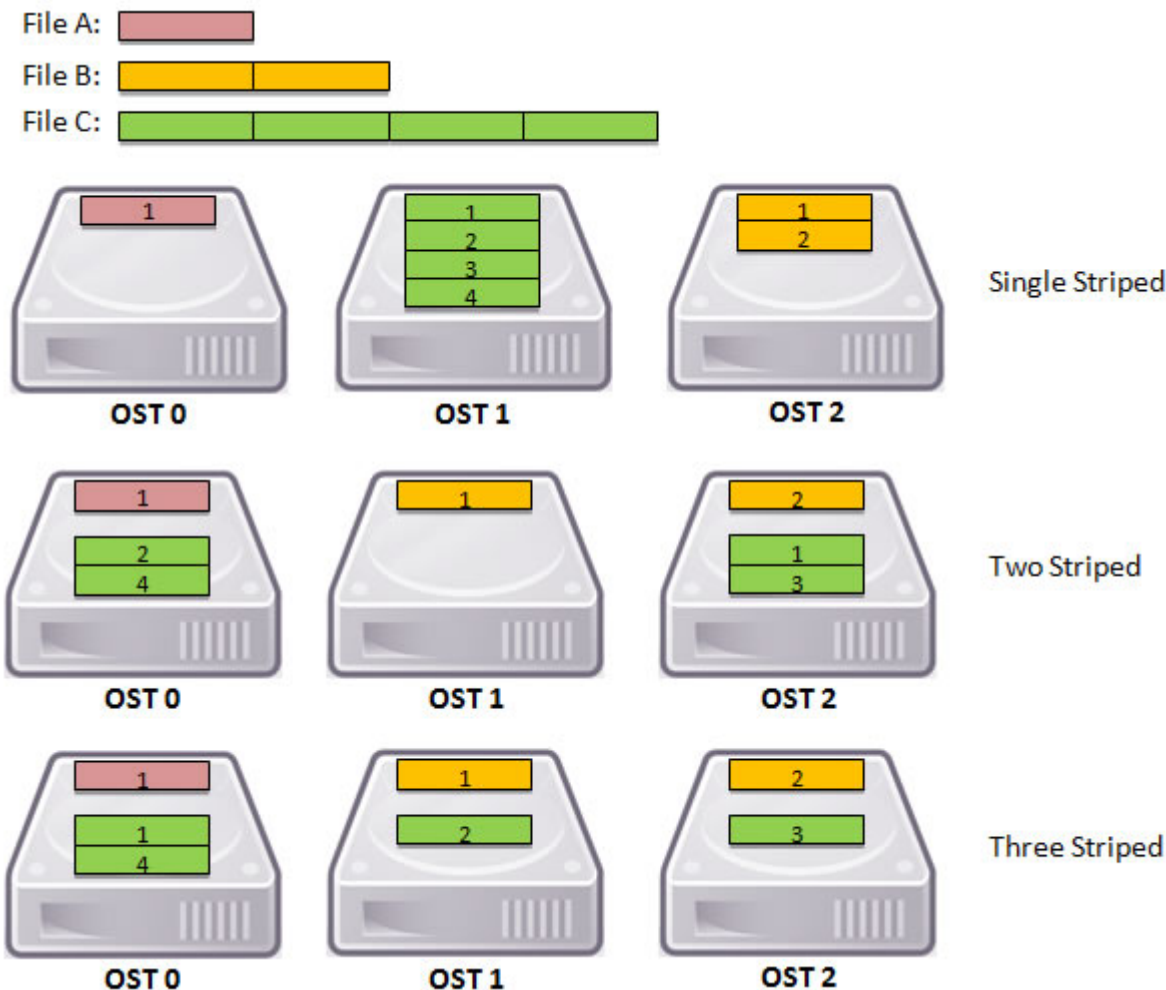 File A:
File B:
File C:
1
1
2
3
4
1
2
Single Striped
OST 0
OST 1
OST 2
1
2
4
1
2
1
3
Two Striped
OST 0
OST 1
OST 2
1
1
4
1
2
2
3
Three Striped
OST 0
OST 1
OST 2